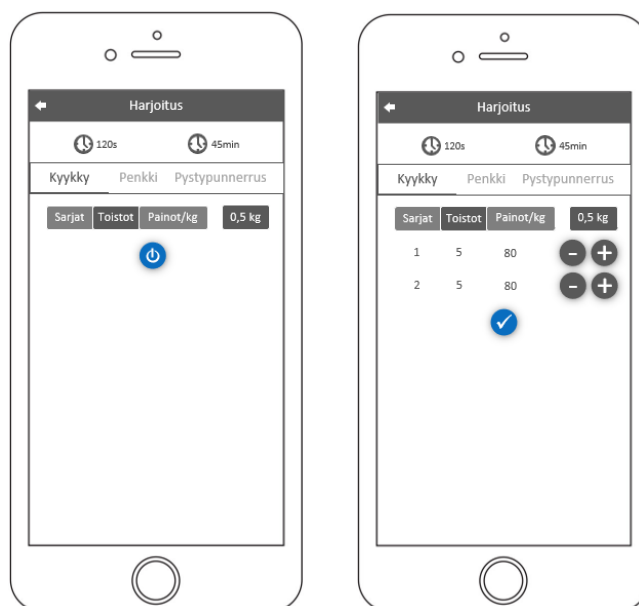 Harjoitus
120s 45min
Kyykky Penkki Pystypunnerrus
Sarjat Toistot Painot/kg 0,5 kg
Harjoitus
120s 45min
Kyykky Penkki Pystypunnerrus
Sarjat Toistot Painot/kg 0,5 kg
1 5 80 - +
2 5 80 - +